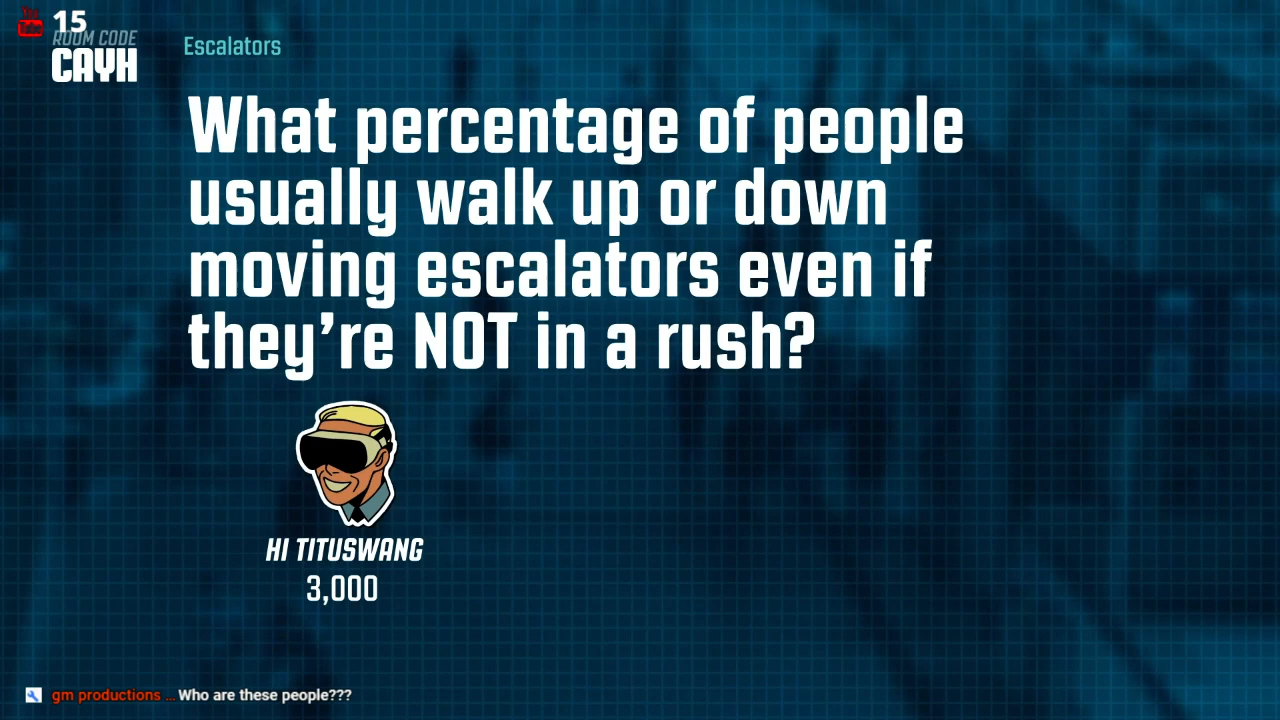 15
ROOM CODE
CAYH
Escalators
What percentage of people
usually walk up or down
moving escalators even if
they're NOT in a rush?
HI TITUSWANG
3,000
gm productions ... Who are these people???